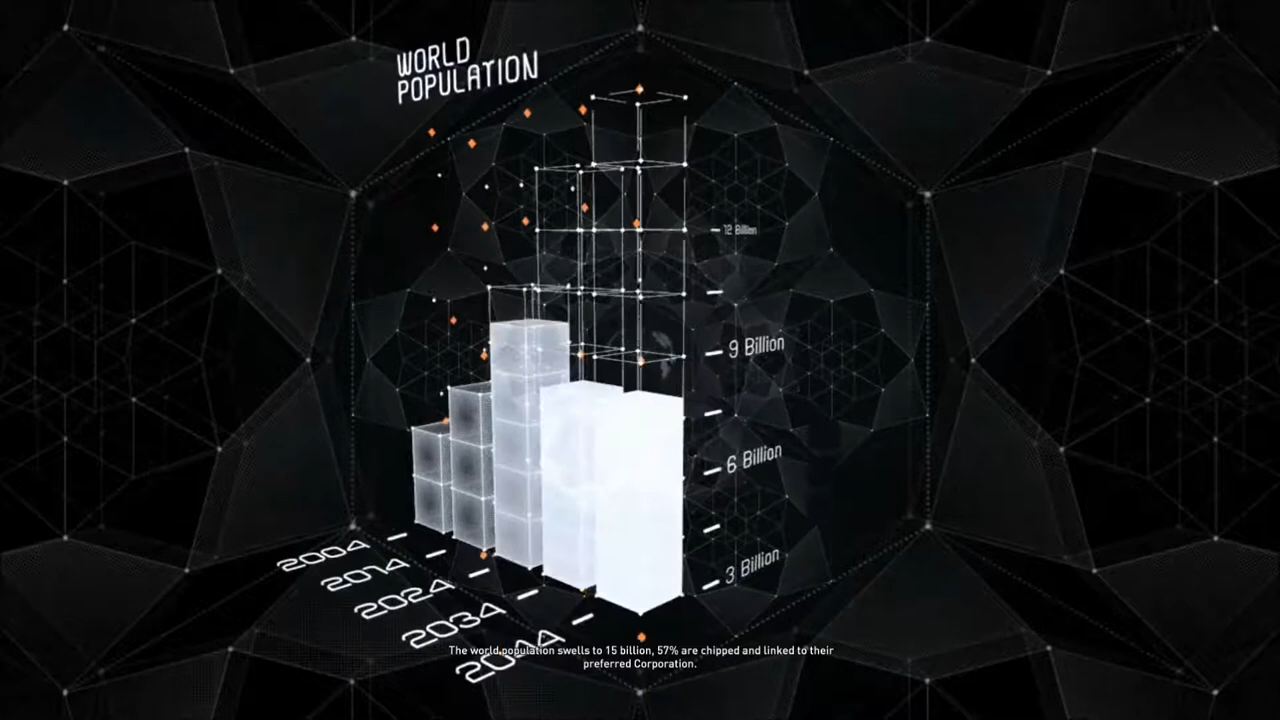 WORLD
POPULATION
12 Billion
9 Billion
6 Billion
3 Billion
2004
2014
2024
2034
2044
The world population swells to 15 billion, 57% are chipped and linked to their
preferred Corporation.